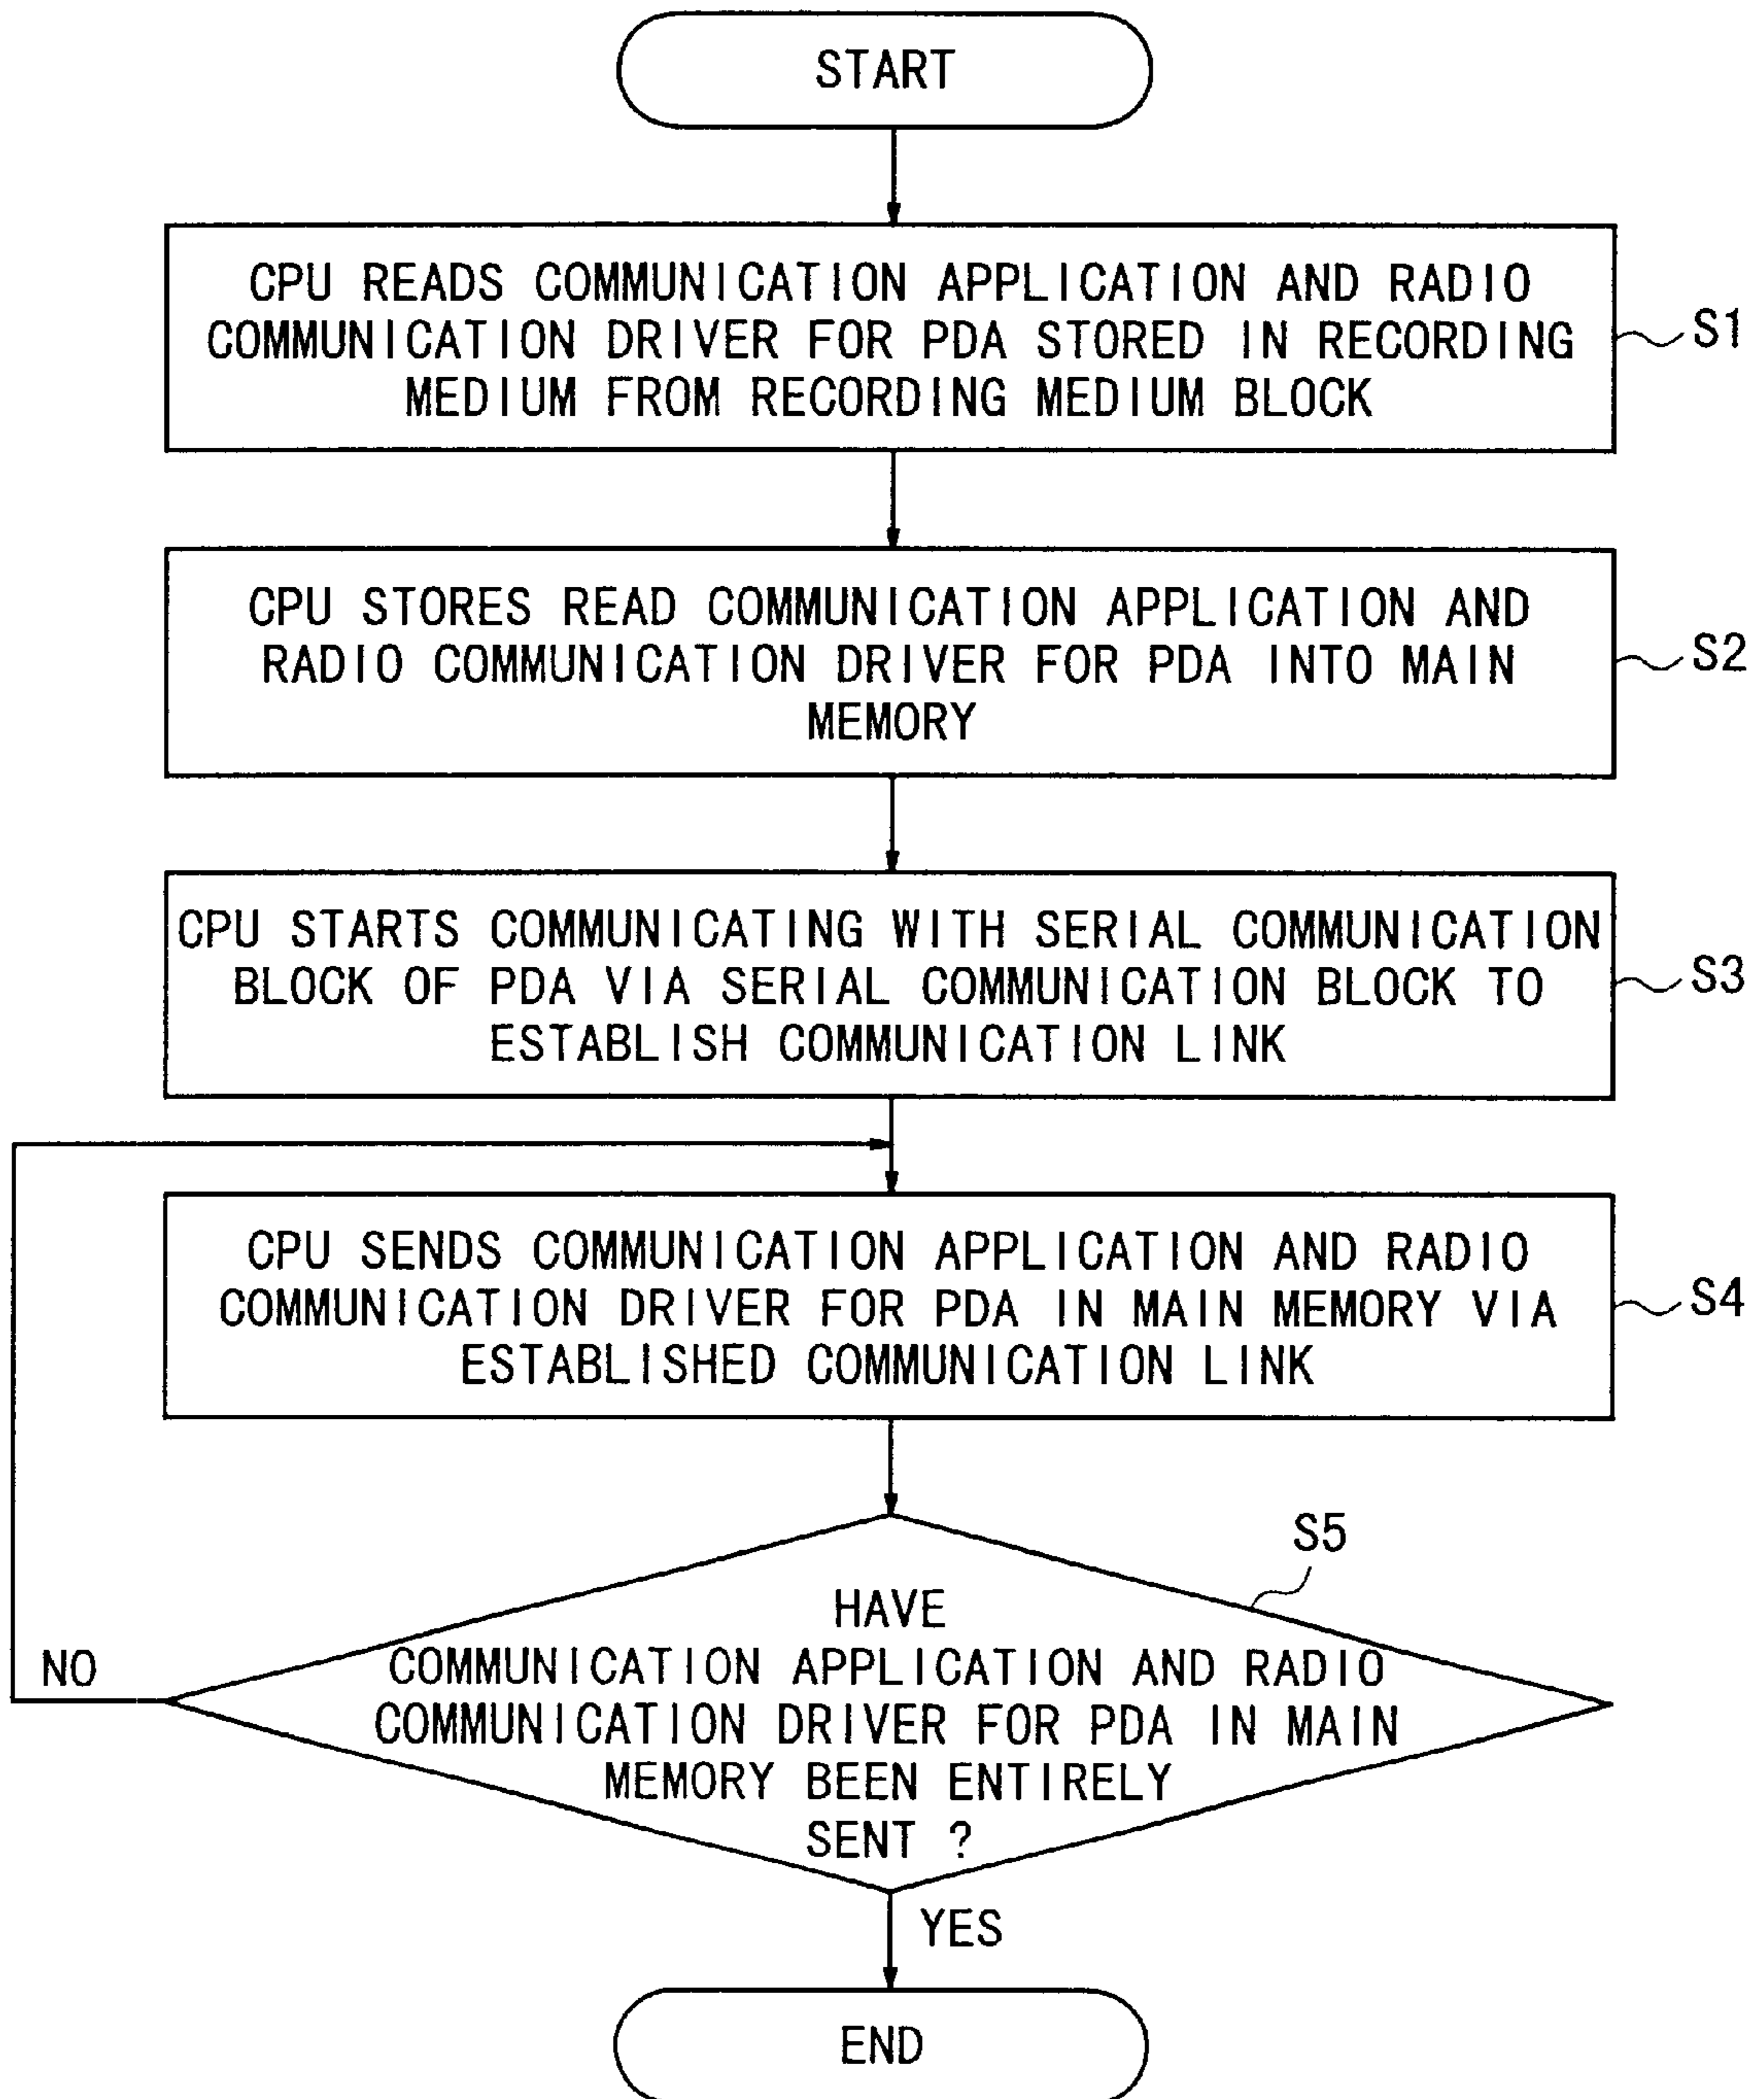 START
CPU READS COMMUNICATION APPLICATION AND RADIO
COMMUNICATION DRIVER FOR PDA STORED IN RECORDING
MEDIUM FROM RECORDING MEDIUM BLOCK
S1
CPU STORES READ COMMUNICATION APPLICATION AND
RADIO COMMUNICATION DRIVER FOR PDA INTO MAIN
MEMORY
S2
CPU STARTS COMMUNICATING WITH SERIAL COMMUNICATION
BLOCK OF PDA VIA SERIAL COMMUNICATION BLOCK TO
ESTABLISH COMMUNICATION LINK
S3
CPU SENDS COMMUNICATION APPLICATION AND RADIO
COMMUNICATION DRIVER FOR PDA IN MAIN MEMORY VIA
ESTABLISHED COMMUNICATION LINK
S4
S5
HAVE
COMMUNICATION APPLICATION AND RADIO
COMMUNICATION DRIVER FOR PDA IN MAIN
MEMORY BEEN ENTIRELY
SENT ?
NO
YES
END